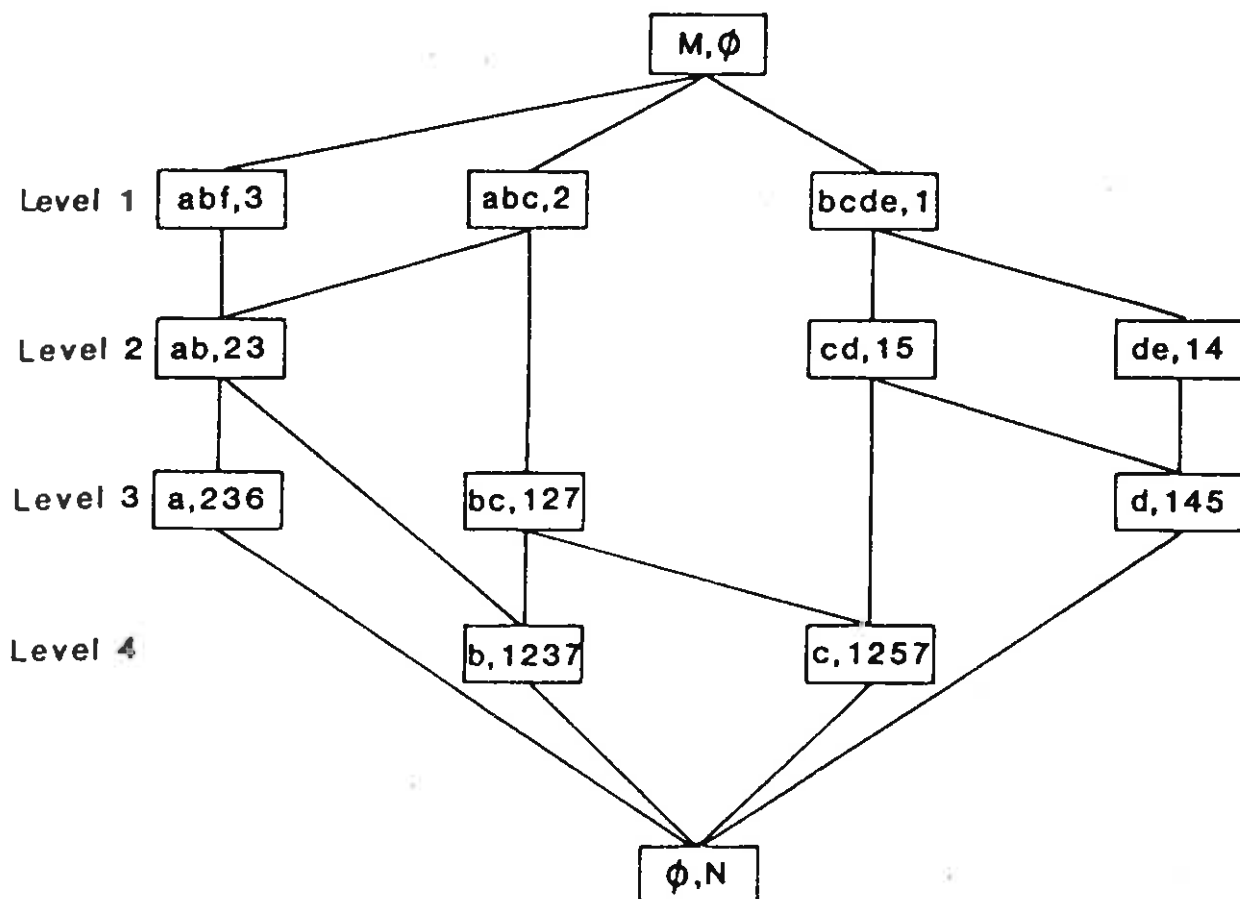 M,ϕ
Level 1 abf,3 abc,2 bcde,1
Level 2 ab,23 cd,15 de,14
Level 3 a,236 bc,127 d,145
Level 4 b,1237 c,1257
ϕ,N